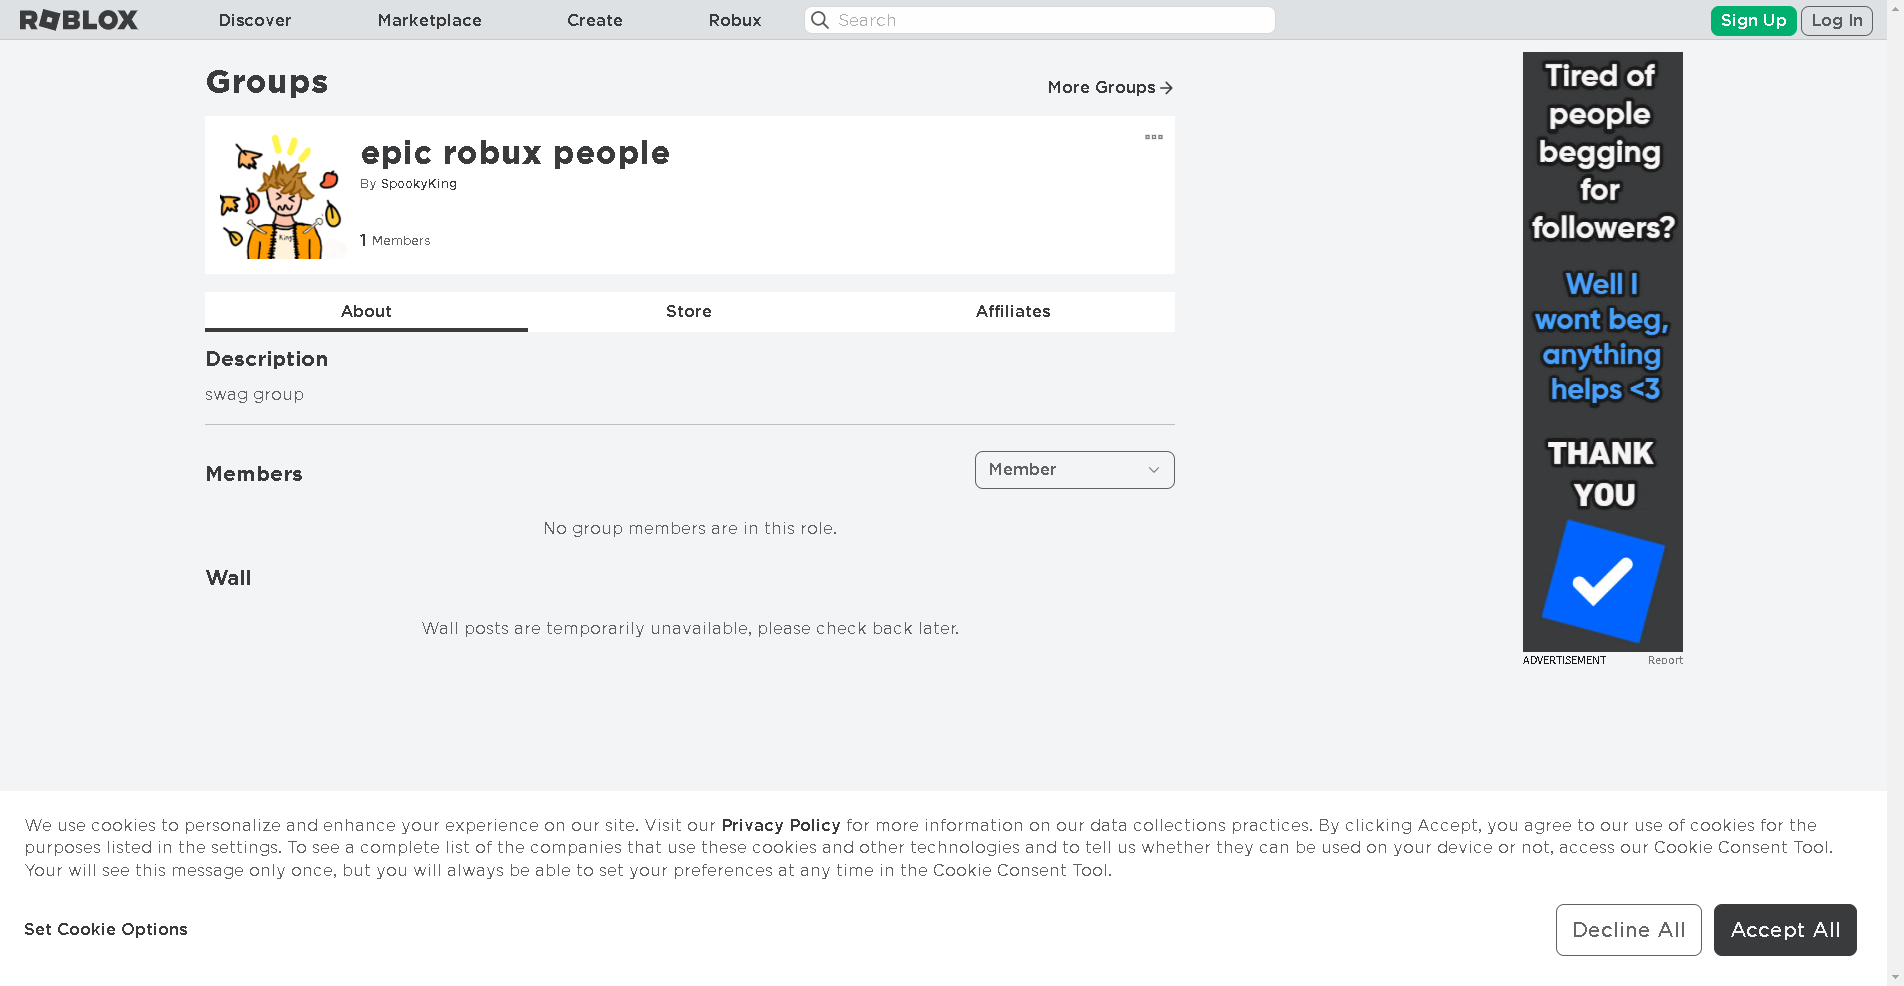 ROBLOX Discover Marketplace Create Robux Search Sign Up Log In
Groups
More Groups
epic robux people
By SpookyKing
1 Members
About Store Affiliates
Description
swag group
Members
Member
No group members are in this role.
Wall
Wall posts are temporarily unavailable, please check back later.
Tired of
people
begging
for
followers?
Well I
wont beg,
anything
helps <3
THANK
YOU
ADVERTISEMENT Report
We use cookies to personalize and enhance your experience on our site. Visit our Privacy Policy for more information on our data collections practices. By clicking Accept, you agree to our use of cookies for the
purposes listed in the settings. To see a complete list of the companies that use these cookies and other technologies and to tell us whether they can be used on your device or not, access our Cookie Consent Tool.
Your will see this message only once, but you will always be able to set your preferences at any time in the Cookie Consent Tool.
Set Cookie Options
Decline All Accept All